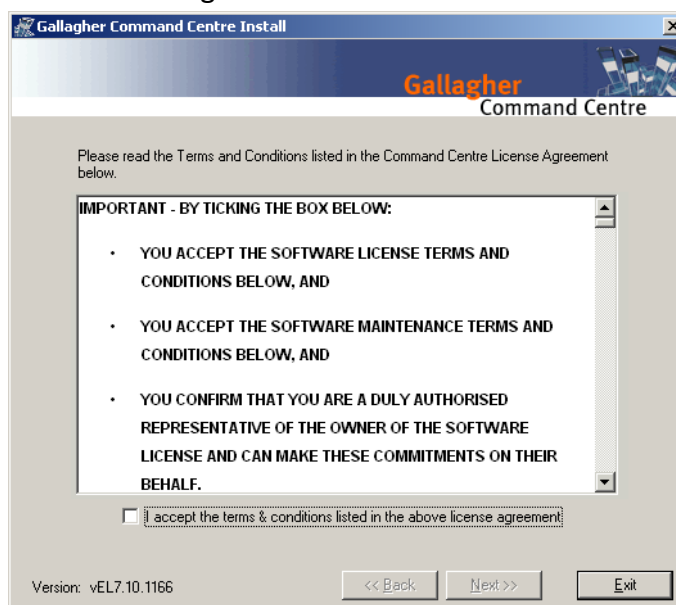 Gallagher Command Centre Install
Gallagher
Command Centre
Please read the Terms and Conditions listed in the Command Centre License Agreement
below.
IMPORTANT - BY TICKING THE BOX BELOW:
• YOU ACCEPT THE SOFTWARE LICENSE TERMS AND
CONDITIONS BELOW, AND
• YOU ACCEPT THE SOFTWARE MAINTENANCE TERMS AND
CONDITIONS BELOW, AND
• YOU CONFIRM THAT YOU ARE A DULY AUTHORISED
REPRESENTATIVE OF THE OWNER OF THE SOFTWARE
LICENSE AND CAN MAKE THESE COMMITMENTS ON THEIR
BEHALF.
I accept the terms & conditions listed in the above license agreement
Version: vEL7.10.1166
<< Back
Next >>
Exit